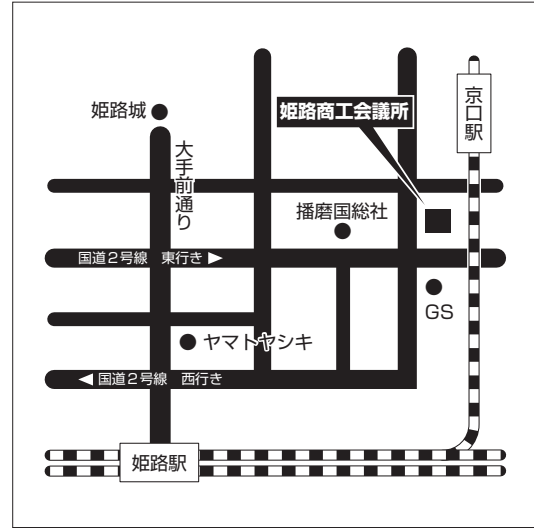 姫路城
姫路商工会議所
京口駅
大手前通り
播磨国総社
国道2号線 東行き ▶
GS
ヤマトヤシキ
◀ 国道2号線 西行き
姫路駅